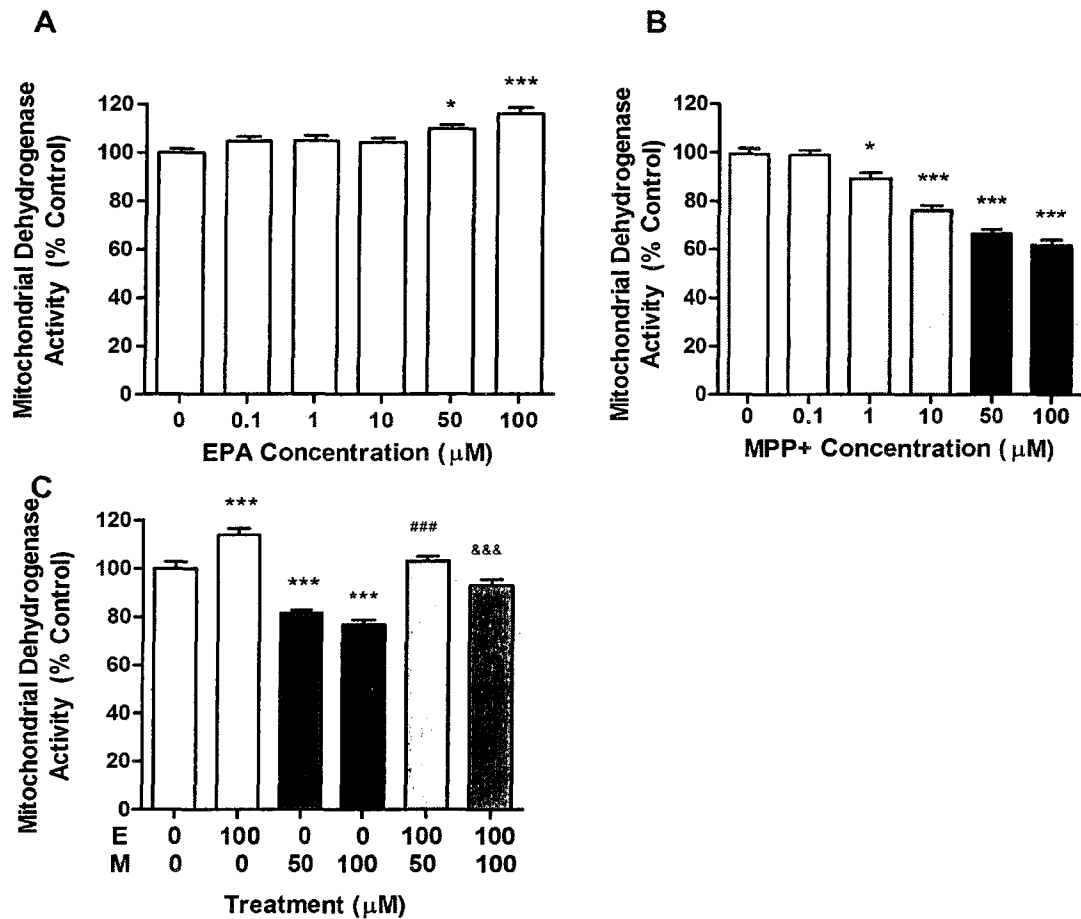 A
Mitochondrial Dehydrogenase
Activity (% Control)
120
100
80
60
40
20
0
*
***
0 0.1 1 10 50 100
EPA Concentration (μM)
B
Mitochondrial Dehydrogenase
Activity (% Control)
120
100
80
60
40
20
0
*
***
***
***
0 0.1 1 10 50 100
MPP+ Concentration (μM)
C
Mitochondrial Dehydrogenase
Activity (% Control)
120
100
80
60
40
20
0
***
***
***
###
&&&
E 0 100 0 0 100 100
M 0 0 50 100 50 100
Treatment (μM)